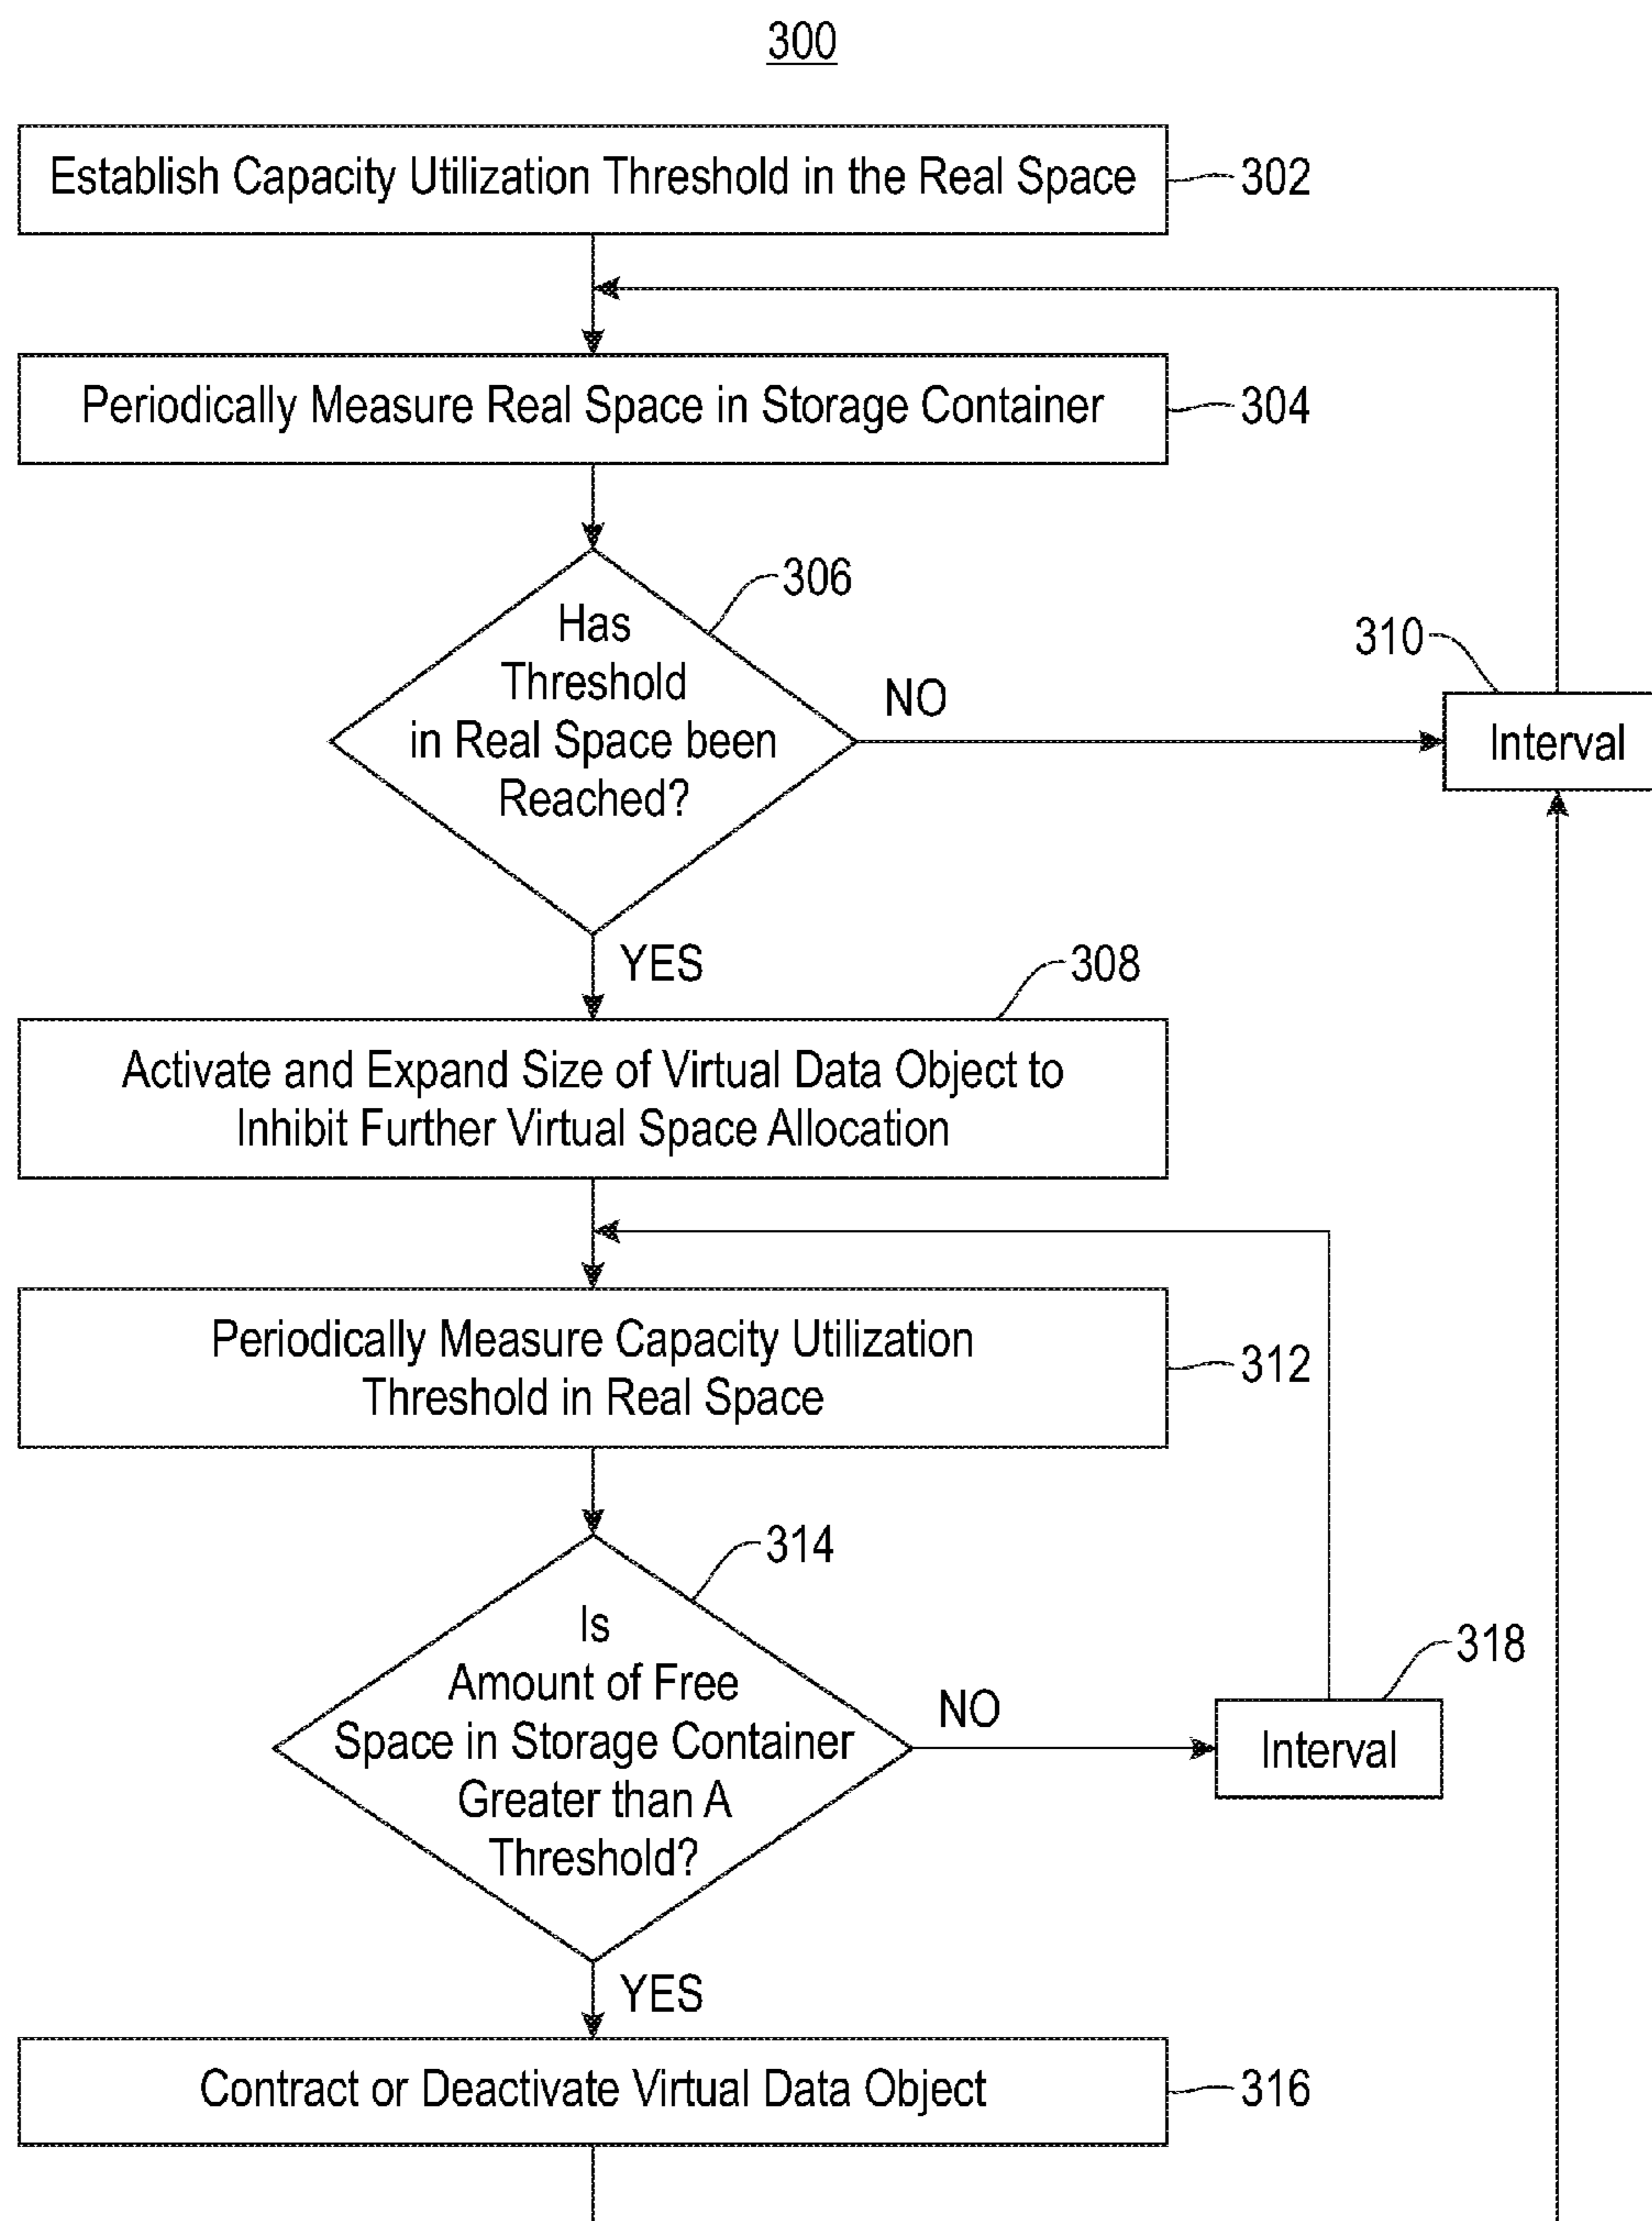 300
Establish Capacity Utilization Threshold in the Real Space
302
Periodically Measure Real Space in Storage Container
304
306
Has
Threshold
in Real Space been
Reached?
NO
310
Interval
YES
308
Activate and Expand Size of Virtual Data Object to
Inhibit Further Virtual Space Allocation
Periodically Measure Capacity Utilization
Threshold in Real Space
312
314
Is
Amount of Free
Space in Storage Container
Greater than A
Threshold?
NO
318
Interval
YES
Contract or Deactivate Virtual Data Object
316